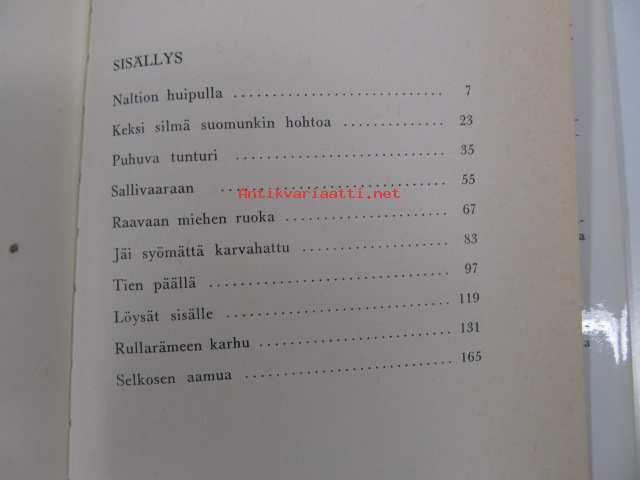 SISÄLLYS
Naltion huipulla ........................... 7
Keksi silmä suomunkin hohtoa ............. 23
Puhuva tunturi ........................... 35
Sallivaaraan ........................... 55
Antikvariaatti.net
Raavaan miehen ruoka ..................... 67
Jäi syömättä karvahattu .................... 83
Tien päällä ............................... 97
Löysät sisälle ............................. 119
Rullarämeen karhu ........................ 131
Selkosen aamua ........................... 165